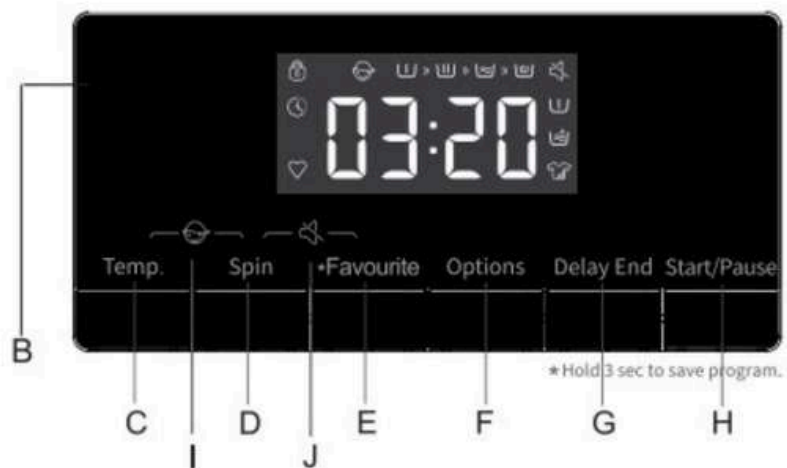 03:20
Temp. Spin *Favourite Options Delay End Start/Pause
B
*Hold 3 sec to save program.
C D E F G H
I J